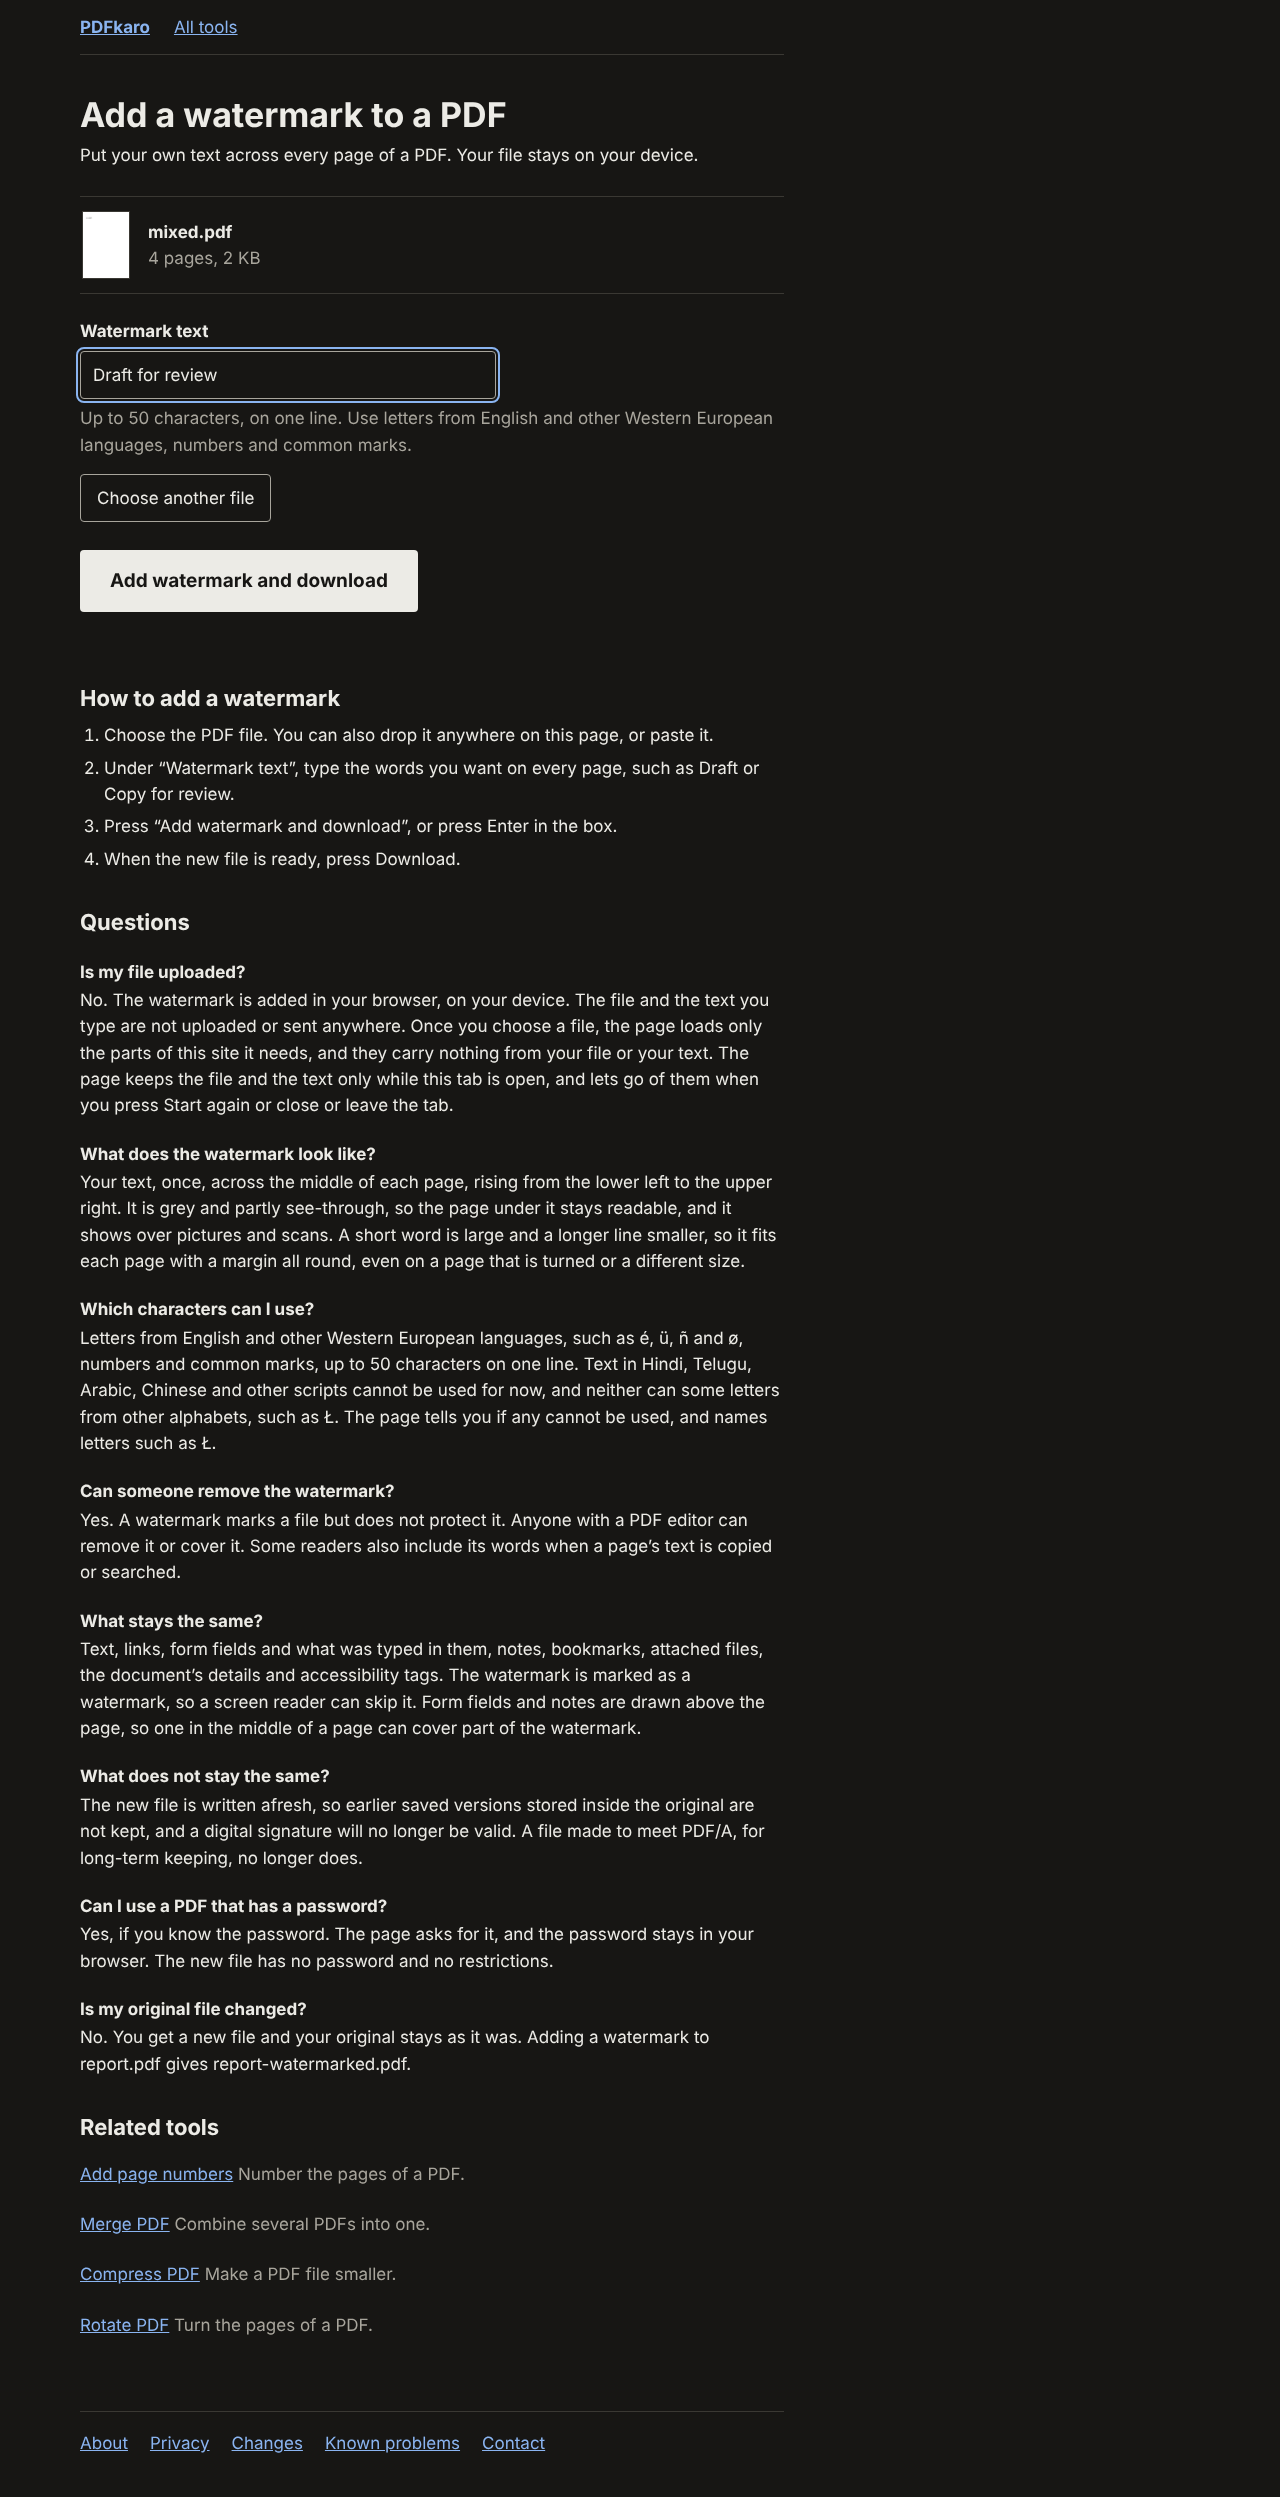 PDFkaro All tools
Add a watermark to a PDF
Put your own text across every page of a PDF. Your file stays on your device.
mixed.pdf
4 pages, 2 KB
Watermark text
Draft for review
Up to 50 characters, on one line. Use letters from English and other Western European
languages, numbers and common marks.
Choose another file
Add watermark and download
How to add a watermark
1. Choose the PDF file. You can also drop it anywhere on this page, or paste it.
2. Under “Watermark text”, type the words you want on every page, such as Draft or
Copy for review.
3. Press “Add watermark and download”, or press Enter in the box.
4. When the new file is ready, press Download.
Questions
Is my file uploaded?
No. The watermark is added in your browser, on your device. The file and the text you
type are not uploaded or sent anywhere. Once you choose a file, the page loads only
the parts of this site it needs, and they carry nothing from your file or your text. The
page keeps the file and the text only while this tab is open, and lets go of them when
you press Start again or close or leave the tab.
What does the watermark look like?
Your text, once, across the middle of each page, rising from the lower left to the upper
right. It is grey and partly see-through, so the page under it stays readable, and it
shows over pictures and scans. A short word is large and a longer line smaller, so it fits
each page with a margin all round, even on a page that is turned or a different size.
Which characters can I use?
Letters from English and other Western European languages, such as é, ü, ñ and ø,
numbers and common marks, up to 50 characters on one line. Text in Hindi, Telugu,
Arabic, Chinese and other scripts cannot be used for now, and neither can some letters
from other alphabets, such as Ł. The page tells you if any cannot be used, and names
letters such as Ł.
Can someone remove the watermark?
Yes. A watermark marks a file but does not protect it. Anyone with a PDF editor can
remove it or cover it. Some readers also include its words when a page’s text is copied
or searched.
What stays the same?
Text, links, form fields and what was typed in them, notes, bookmarks, attached files,
the document’s details and accessibility tags. The watermark is marked as a
watermark, so a screen reader can skip it. Form fields and notes are drawn above the
page, so one in the middle of a page can cover part of the watermark.
What does not stay the same?
The new file is written afresh, so earlier saved versions stored inside the original are
not kept, and a digital signature will no longer be valid. A file made to meet PDF/A, for
long-term keeping, no longer does.
Can I use a PDF that has a password?
Yes, if you know the password. The page asks for it, and the password stays in your
browser. The new file has no password and no restrictions.
Is my original file changed?
No. You get a new file and your original stays as it was. Adding a watermark to
report.pdf gives report-watermarked.pdf.
Related tools
Add page numbers Number the pages of a PDF.
Merge PDF Combine several PDFs into one.
Compress PDF Make a PDF file smaller.
Rotate PDF Turn the pages of a PDF.
About Privacy Changes Known problems Contact